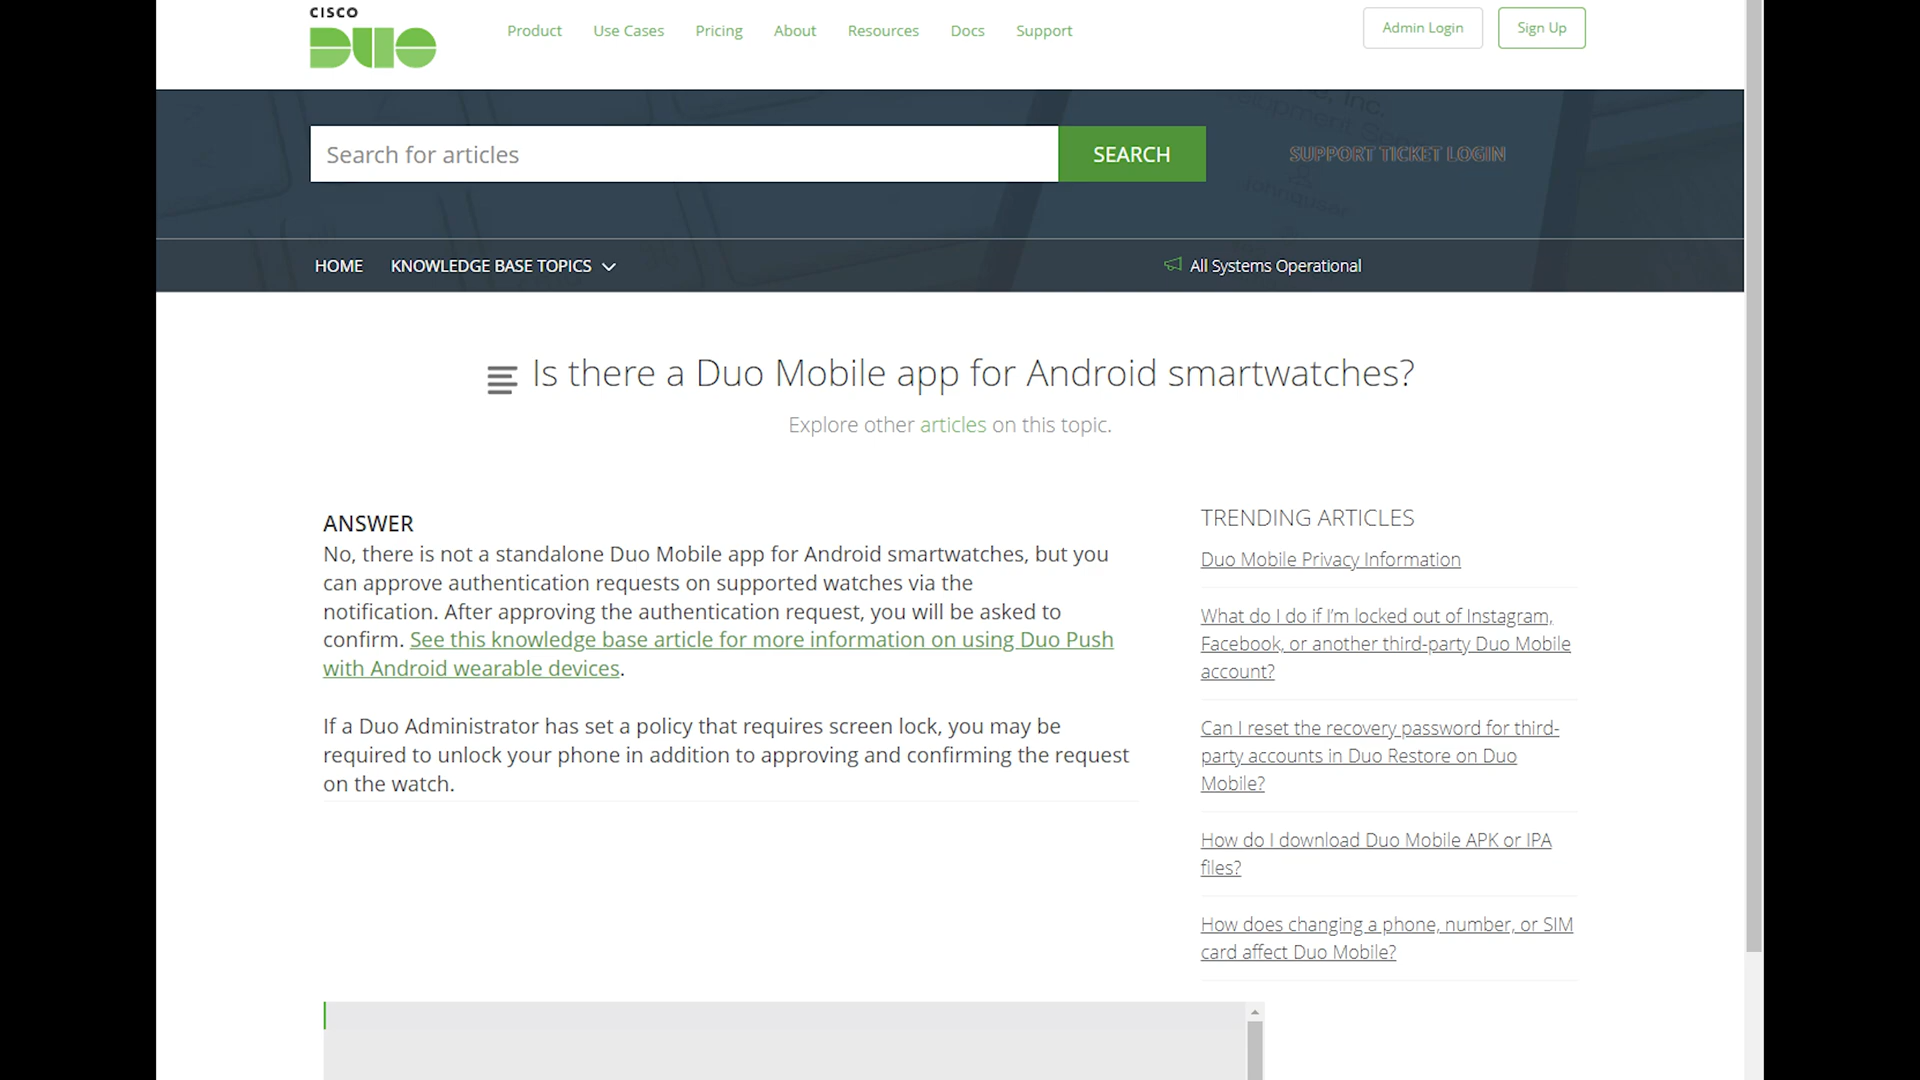 CISCO
DUO
Product Use Cases Pricing About Resources Docs Support
Admin Login Sign Up
Search for articles
SEARCH
SUPPORT TICKET LOGIN
HOME KNOWLEDGE BASE TOPICS
All Systems Operational
Is there a Duo Mobile app for Android smartwatches?
Explore other articles on this topic.
ANSWER
No, there is not a standalone Duo Mobile app for Android smartwatches, but you
can approve authentication requests on supported watches via the
notification. After approving the authentication request, you will be asked to
confirm. See this knowledge base article for more information on using Duo Push
with Android wearable devices.
If a Duo Administrator has set a policy that requires screen lock, you may be
required to unlock your phone in addition to approving and confirming the request
on the watch.
TRENDING ARTICLES
Duo Mobile Privacy Information
What do I do if I'm locked out of Instagram,
Facebook, or another third-party Duo Mobile
account?
Can I reset the recovery password for third-
party accounts in Duo Restore on Duo
Mobile?
How do I download Duo Mobile APK or IPA
files?
How does changing a phone, number, or SIM
card affect Duo Mobile?